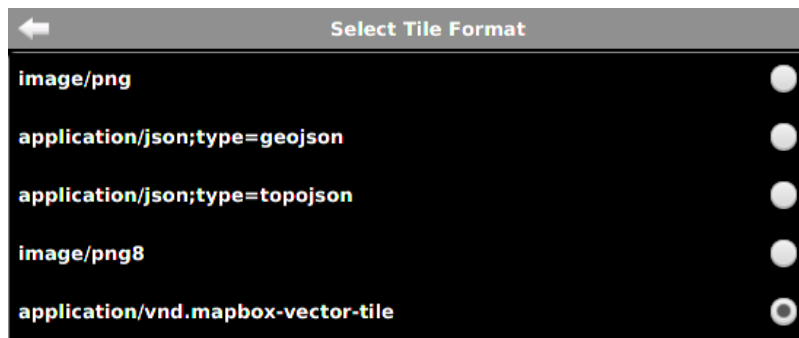 Select Tile Format
image/png
application/json;type=geojson
application/json;type=topojson
image/png8
application/vnd.mapbox-vector-tile